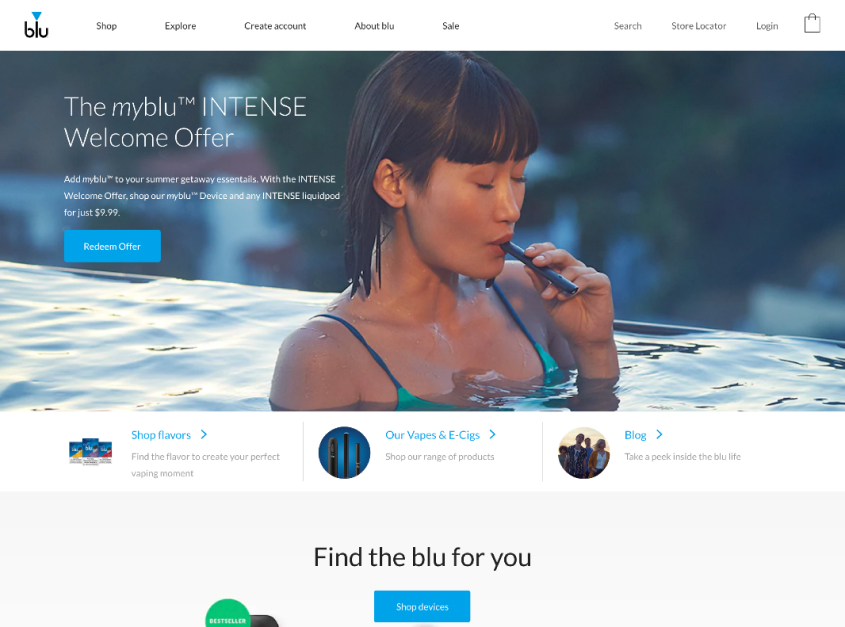 blu
Shop
Explore
Create account
About blu
Sale
Search
Store Locator
Login
The myblu™ INTENSE
Welcome Offer
Add myblu™ to your summer getaway essentails. With the INTENSE
Welcome Offer, shop our myblu™ Device and any INTENSE liquidpod
for just $9.99.
Redeem Offer
Shop flavors
Find the flavor to create your perfect
vaping moment
Our Vapes & E-Cigs
Shop our range of products
Blog
Take a peek inside the blu life
Find the blu for you
Shop devices
BESTSELLER